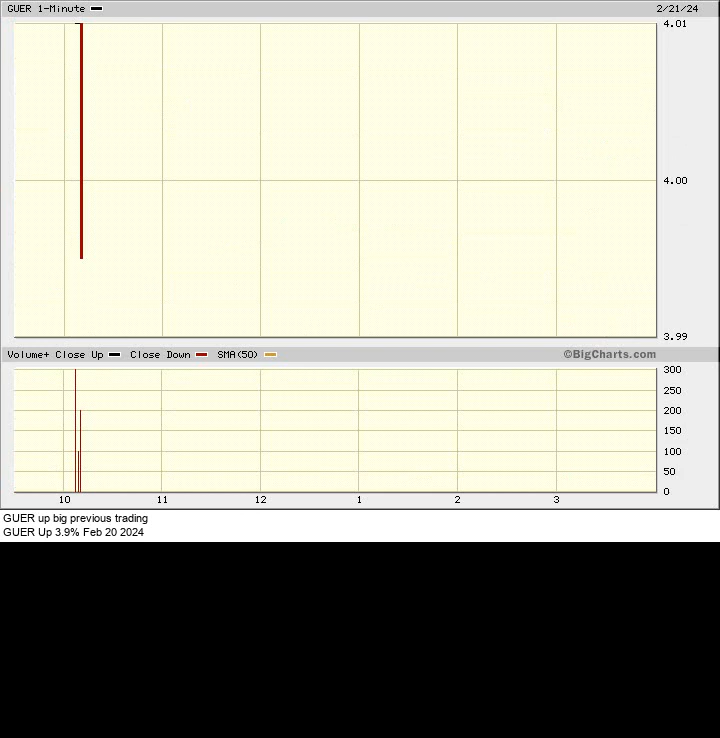 GUER 1-Minute 2/21/24
4.01
4.00
3.99
Volume+ Close Up Close Down SMA(50) ©BigCharts.com
300
250
200
150
100
50
0
10 11 12 1 2 3
GUER up big previous trading
GUER Up 3.9% Feb 20 2024